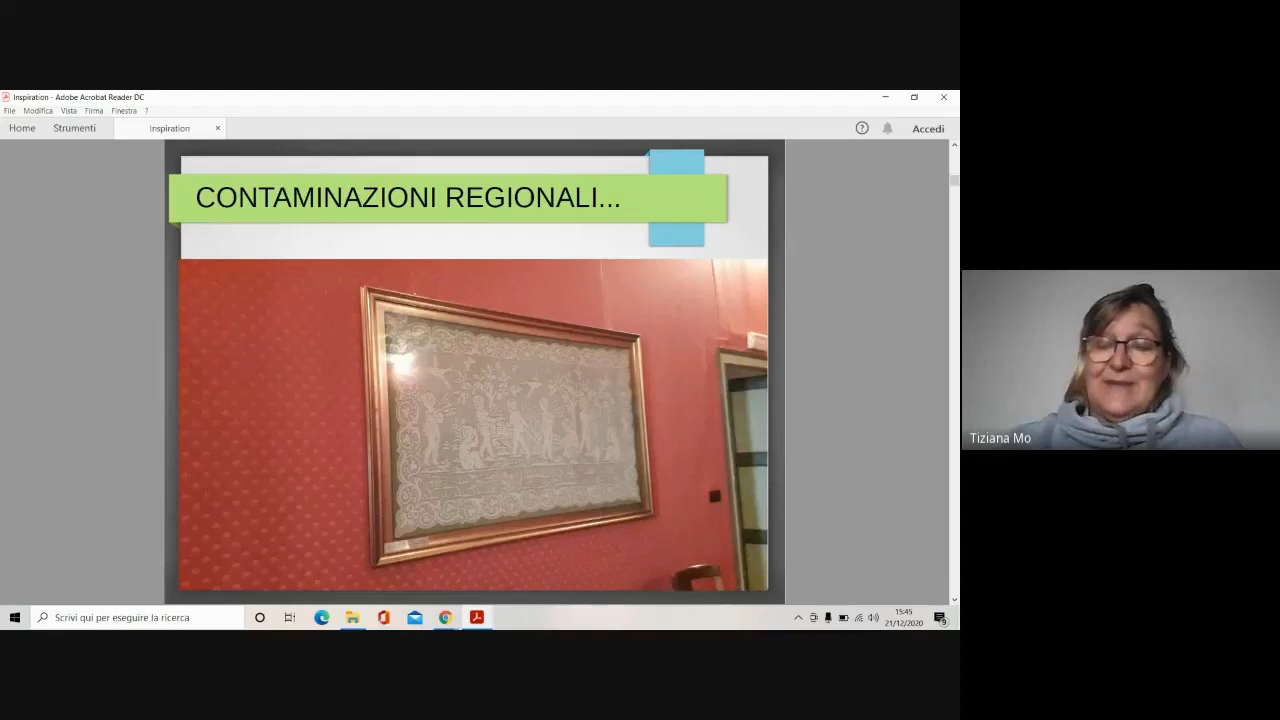 Inspiration - Adobe Acrobat Reader DC
File Modifica Vista Firma Finestra ?
Home Strumenti Inspiration × ? Accedi
CONTAMINAZIONI REGIONALI...
Tiziana Mo
Scrivi qui per eseguire la ricerca
15:45
21/12/2020
9